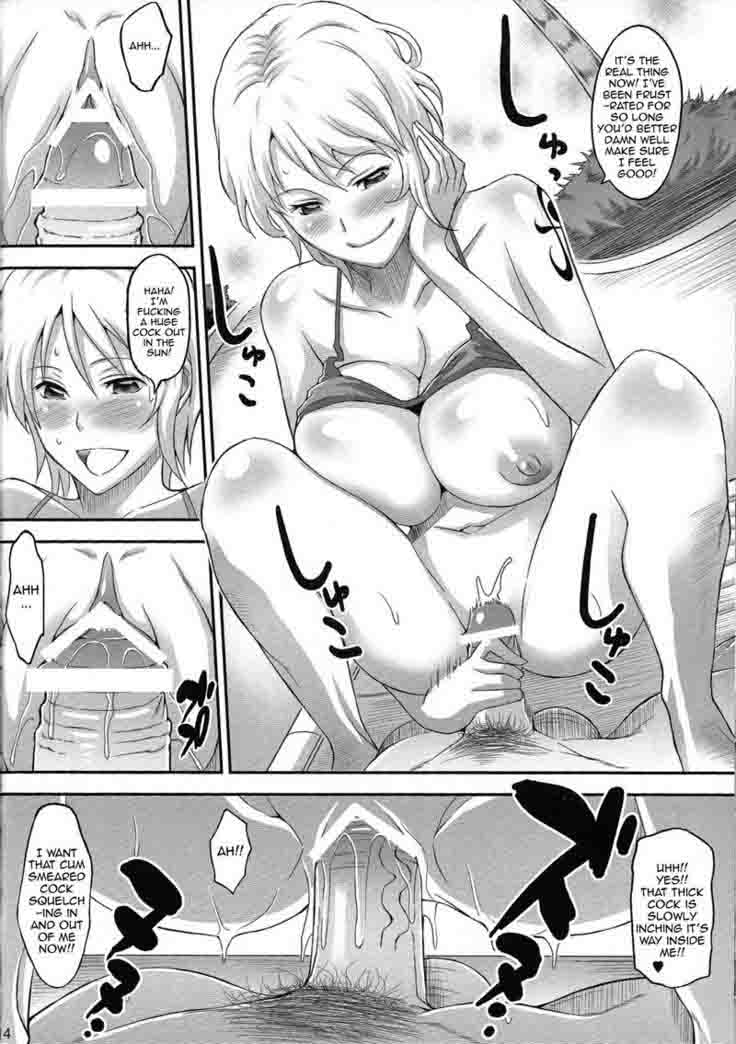 AHH...
IT'S THE
REAL THING
NOW! I'VE
BEEN FRUST
-RATED FOR
SO LONG
YOU'D BETTER
DAMN WELL
MAKE SURE
I FEEL
GOOD!
しゅこ
しゅこ
HAHA!
I'M
FUCKING
A HUGE
COCK OUT
IN THE
SUN!
しゅこ
しゅこ
AHH
...
I WANT
THAT CUM
SMEARED
COCK
SQUELCH
-ING IN
AND OUT
OF ME
NOW!!
AH!!
UHH!!
YES!!
THAT THICK
COCK IS
SLOWLY
INCHING IT'S
WAY INSIDE
ME!!
♥
4